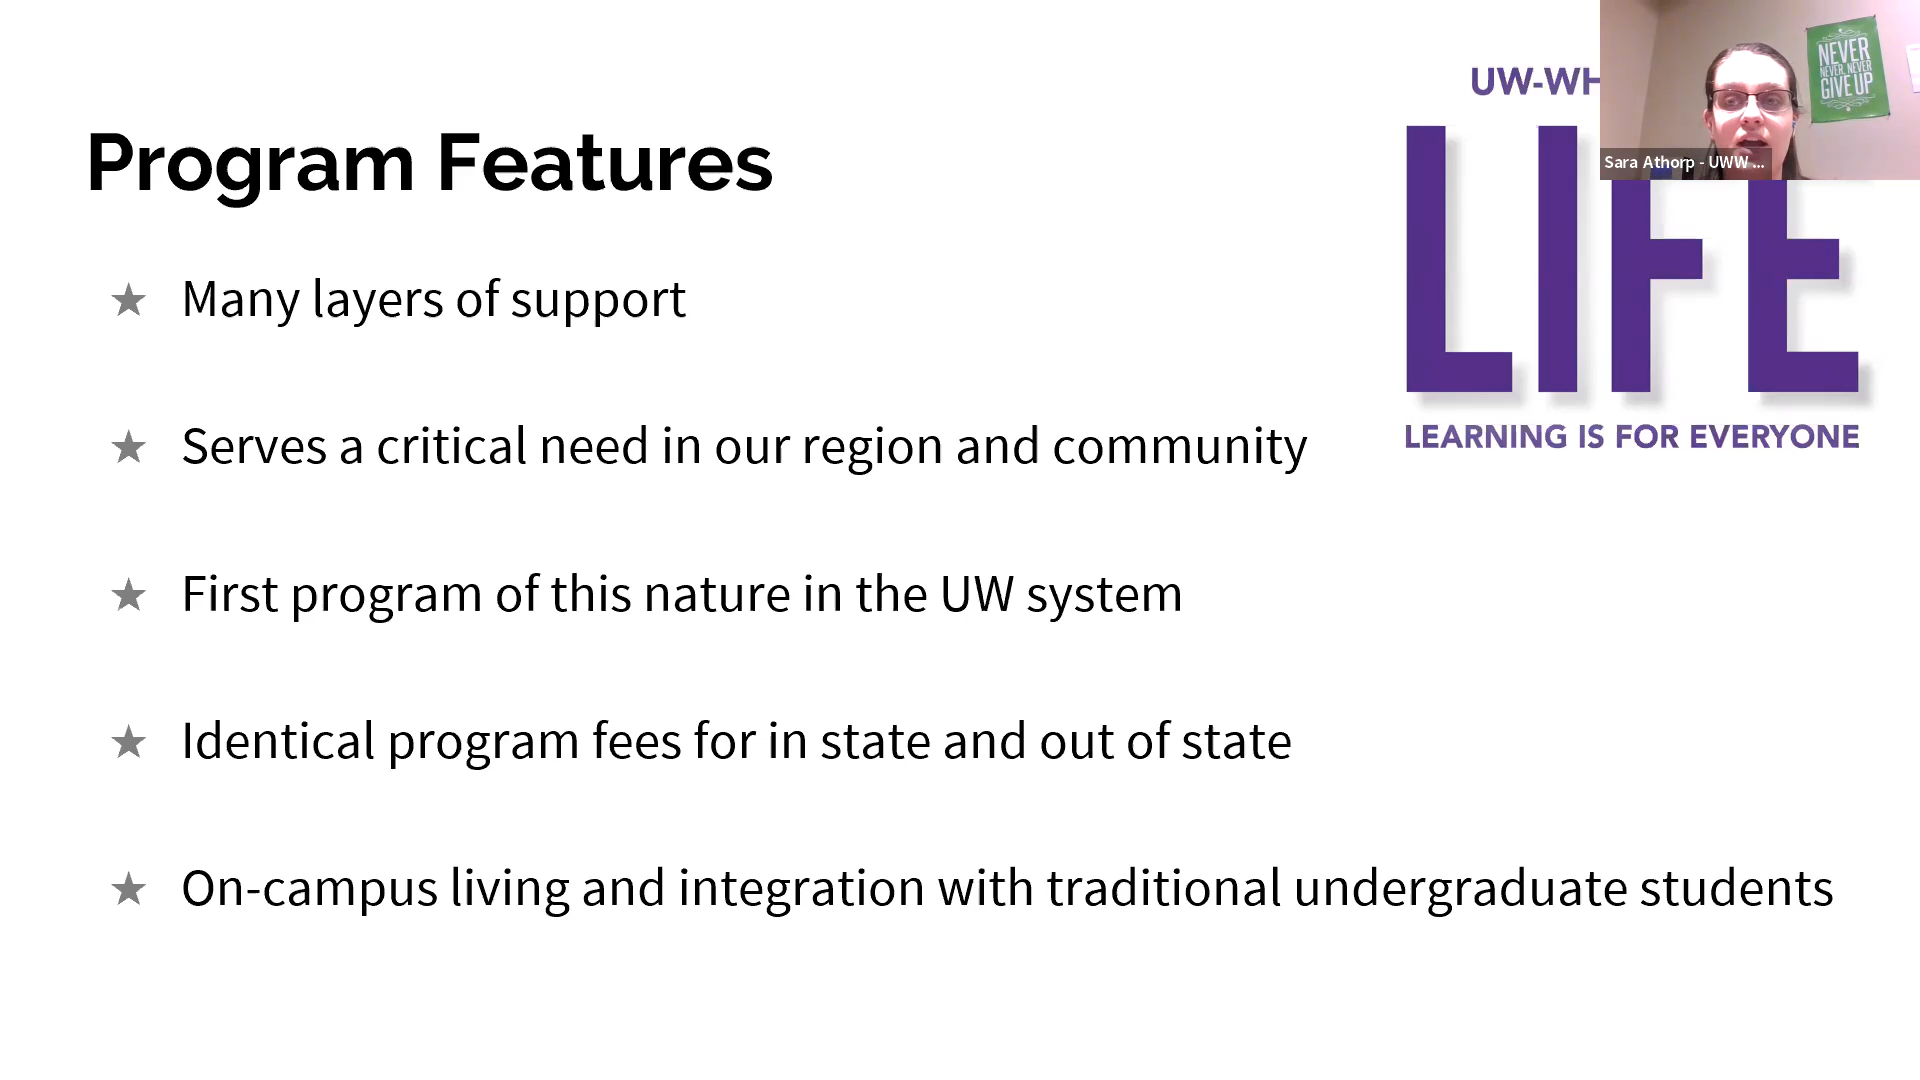 UW-WH
Program Features
LIFE
LEARNING IS FOR EVERYONE
NEVER
NEVER, NEVER
GIVE UP
Sara Athorp - UWW ...
★ Many layers of support
★ Serves a critical need in our region and community
★ First program of this nature in the UW system
★ Identical program fees for in state and out of state
★ On-campus living and integration with traditional undergraduate students